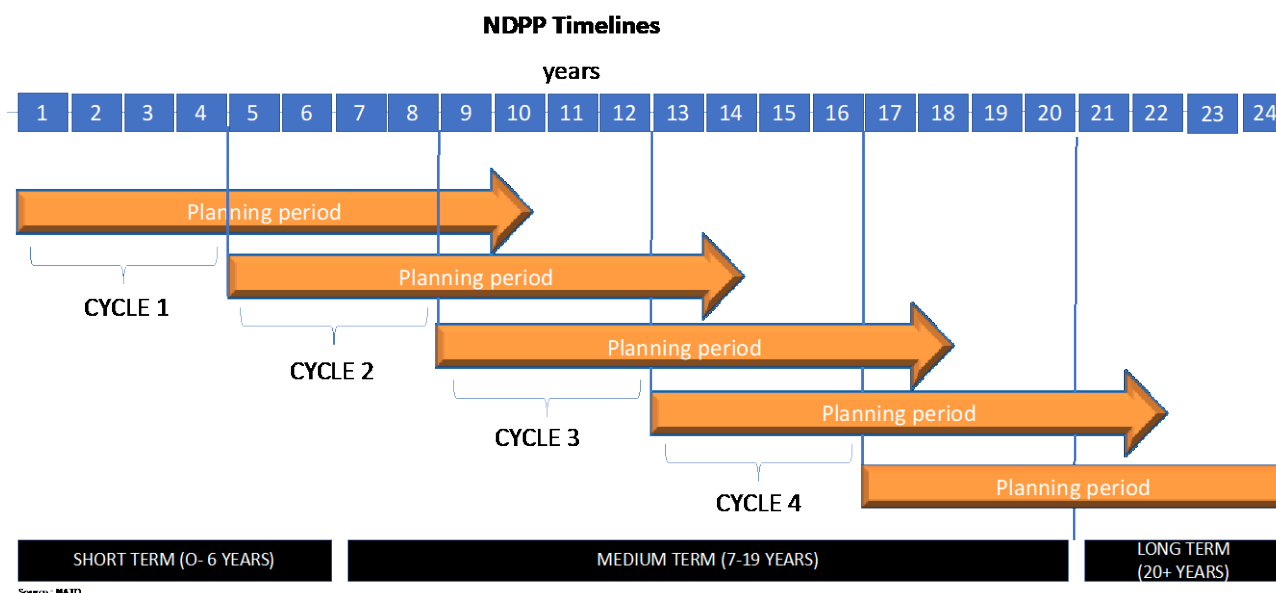 NDPP Timelines
years
1 2 3 4 5 6 7 8 9 10 11 12 13 14 15 16 17 18 19 20 21 22 23 24
Planning period
CYCLE 1
Planning period
CYCLE 2
Planning period
CYCLE 3
Planning period
CYCLE 4
Planning period
SHORT TERM (0- 6 YEARS)
MEDIUM TERM (7-19 YEARS)
LONG TERM
(20+ YEARS)
Source :